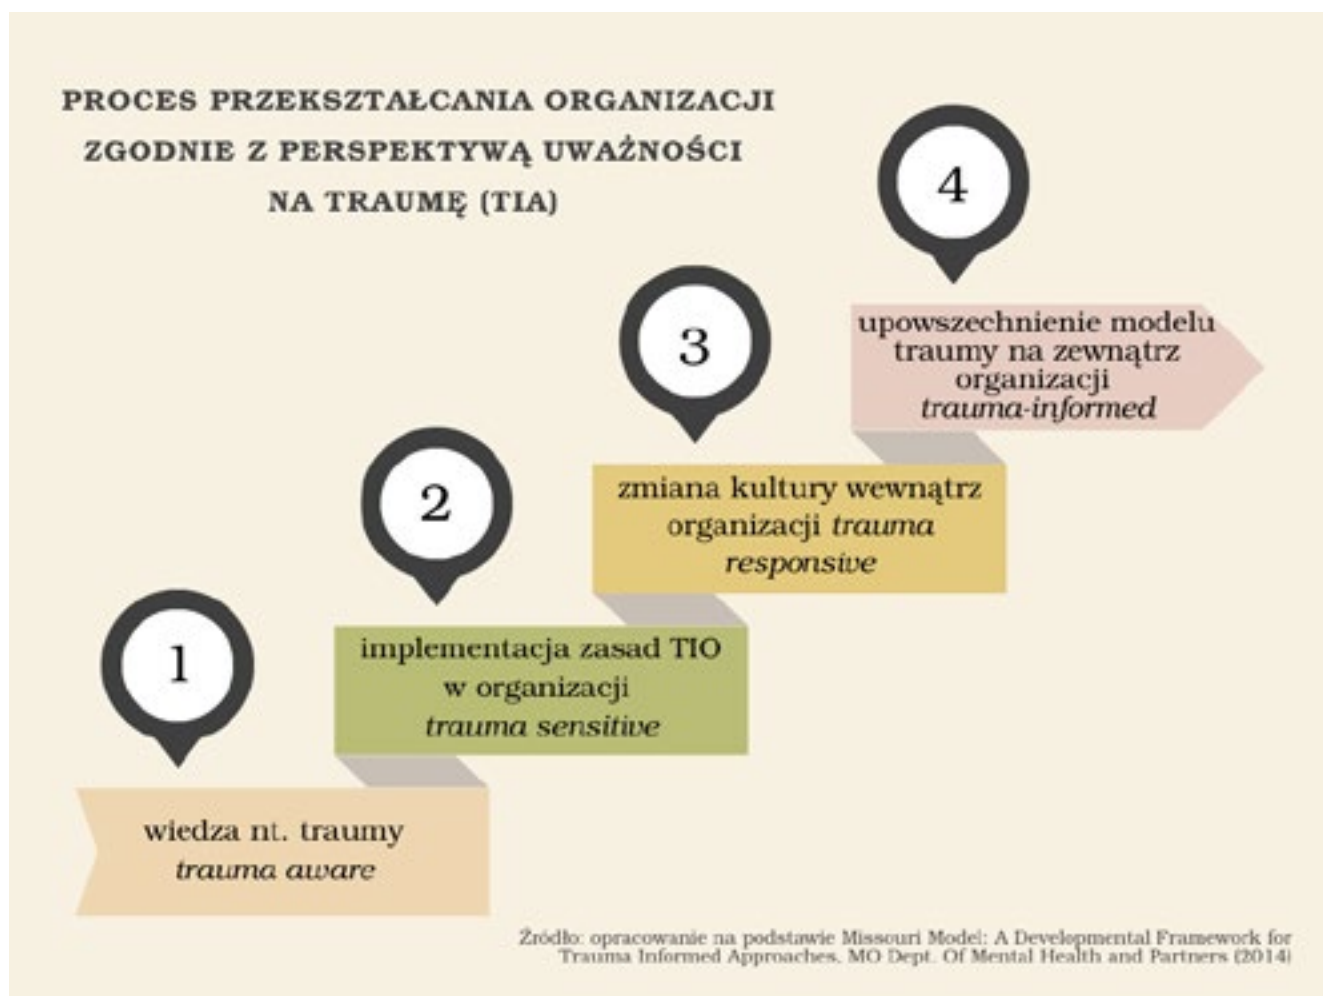 PROCES PRZEKSZTAŁCANIA ORGANIZACJI
ZGODNIE Z PERSPEKTYWĄ UWAŻNOŚCI
NA TRAUMĘ (TIA)
1
wiedza nt. traumy
trauma aware
2
implementacja zasad TIO
w organizacji
trauma sensitive
3
zmiana kultury wewnątrz
organizacji trauma
responsive
4
upowszechnienie modelu
traumy na zewnątrz
organizacji
trauma-informed
Źródło: opracowanie na podstawie Missouri Model: A Developmental Framework for
Trauma Informed Approaches, MO Dept. Of Mental Health and Partners (2014)